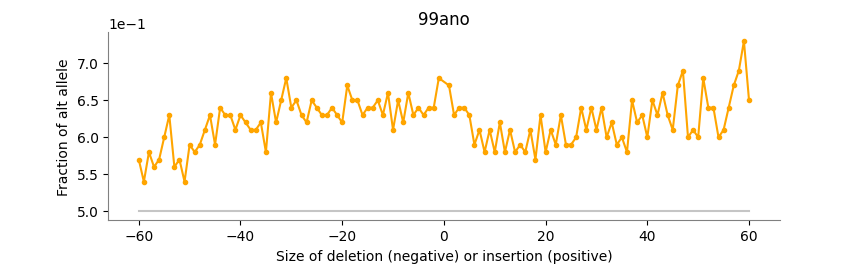 99ano
1e−1
Fraction of alt allele
7.0
6.5
6.0
5.5
5.0
−60 −40 −20 0 20 40 60
Size of deletion (negative) or insertion (positive)